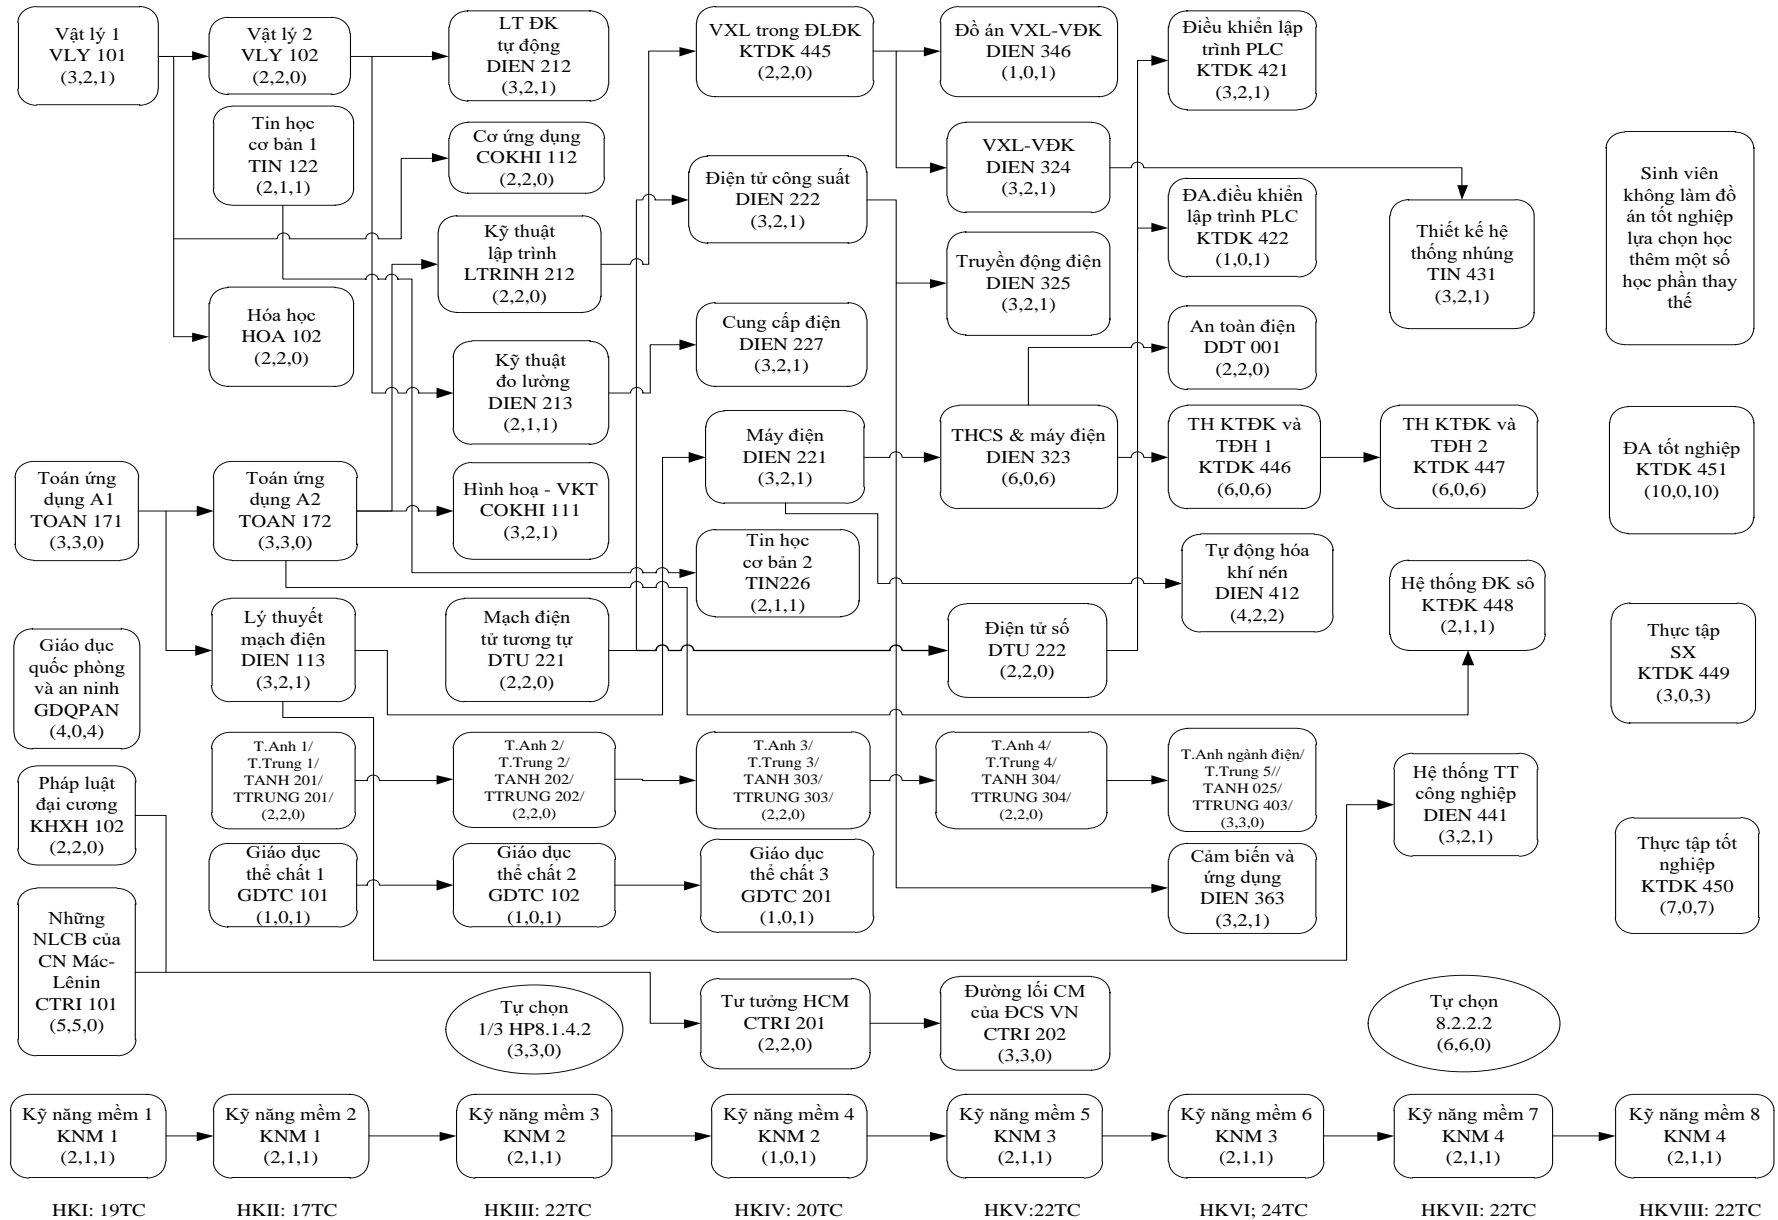 Vật lý 1
VLY 101
(3,2,1)
Vật lý 2
VLY 102
(2,2,0)
LT ĐK
tự động
DIEN 212
(3,2,1)
VXL trong ĐLĐK
KTDK 445
(2,2,0)
Đồ án VXL-VĐK
DIEN 346
(1,0,1)
Điều khiển lập
trình PLC
KTDK 421
(3,2,1)
Tin học
cơ bản 1
TIN 122
(2,1,1)
Cơ ứng dụng
COKHI 112
(2,2,0)
Điện tử công suất
DIEN 222
(3,2,1)
VXL-VĐK
DIEN 324
(3,2,1)
ĐA.điều khiển
lập trình PLC
KTDK 422
(1,0,1)
Thiết kế hệ
thống nhúng
TIN 431
(3,2,1)
Sinh viên
không làm đồ
án tốt nghiệp
lựa chọn học
thêm một số
học phần thay
thế
Kỹ thuật
lập trình
LTRINH 212
(2,2,0)
Truyền động điện
DIEN 325
(3,2,1)
Hóa học
HOA 102
(2,2,0)
Kỹ thuật
đo lường
DIEN 213
(2,1,1)
Cung cấp điện
DIEN 227
(3,2,1)
An toàn điện
DDT 001
(2,2,0)
Toán ứng
dụng A1
TOAN 171
(3,3,0)
Toán ứng
dụng A2
TOAN 172
(3,3,0)
Hình hoạ - VKT
COKHI 111
(3,2,1)
Máy điện
DIEN 221
(3,2,1)
THCS & máy điện
DIEN 323
(6,0,6)
TH KTĐK và
TĐH 1
KTDK 446
(6,0,6)
TH KTĐK và
TĐH 2
KTDK 447
(6,0,6)
ĐA tốt nghiệp
KTDK 451
(10,0,10)
Tin học
cơ bản 2
TIN226
(2,1,1)
Tự động hóa
khí nén
DIEN 412
(4,2,2)
Hệ thống ĐK sô
KTĐK 448
(2,1,1)
Giáo dục
quốc phòng
và an ninh
GDQPAN
(4,0,4)
Lý thuyết
mạch điện
DIEN 113
(3,2,1)
Mạch điện
tử tương tự
DTU 221
(2,2,0)
Điện tử số
DTU 222
(2,2,0)
Thực tập
SX
KTDK 449
(3,0,3)
Pháp luật
đại cương
KHXH 102
(2,2,0)
T.Anh 1/
T.Trung 1/
TANH 201/
TTRUNG 201/
(2,2,0)
T.Anh 2/
T.Trung 2/
TANH 202/
TTRUNG 202/
(2,2,0)
T.Anh 3/
T.Trung 3/
TANH 303/
TTRUNG 303/
(2,2,0)
T.Anh 4/
T.Trung 4/
TANH 304/
TTRUNG 304/
(2,2,0)
T.Anh ngành điện/
T.Trung 5//
TANH 025/
TTRUNG 403/
(3,3,0)
Hệ thống TT
công nghiệp
DIEN 441
(3,2,1)
Những
NLCB của
CN Mác-
Lênin
CTRI 101
(5,5,0)
Giáo dục
thể chất 1
GDTC 101
(1,0,1)
Giáo dục
thể chất 2
GDTC 102
(1,0,1)
Giáo dục
thể chất 3
GDTC 201
(1,0,1)
Cảm biến và
ứng dụng
DIEN 363
(3,2,1)
Thực tập tốt
nghiệp
KTDK 450
(7,0,7)
Tự chọn
1/3 HP8.1.4.2
(3,3,0)
Tư tưởng HCM
CTRI 201
(2,2,0)
Đường lối CM
của ĐCS VN
CTRI 202
(3,3,0)
Tự chọn
8.2.2.2
(6,6,0)
Kỹ năng mềm 1
KNM 1
(2,1,1)
Kỹ năng mềm 2
KNM 1
(2,1,1)
Kỹ năng mềm 3
KNM 2
(2,1,1)
Kỹ năng mềm 4
KNM 2
(1,0,1)
Kỹ năng mềm 5
KNM 3
(2,1,1)
Kỹ năng mềm 6
KNM 3
(2,1,1)
Kỹ năng mềm 7
KNM 4
(2,1,1)
Kỹ năng mềm 8
KNM 4
(2,1,1)
HKI: 19TC
HKII: 17TC
HKIII: 22TC
HKIV: 20TC
HKV:22TC
HKVI; 24TC
HKVII: 22TC
HKVIII: 22TC